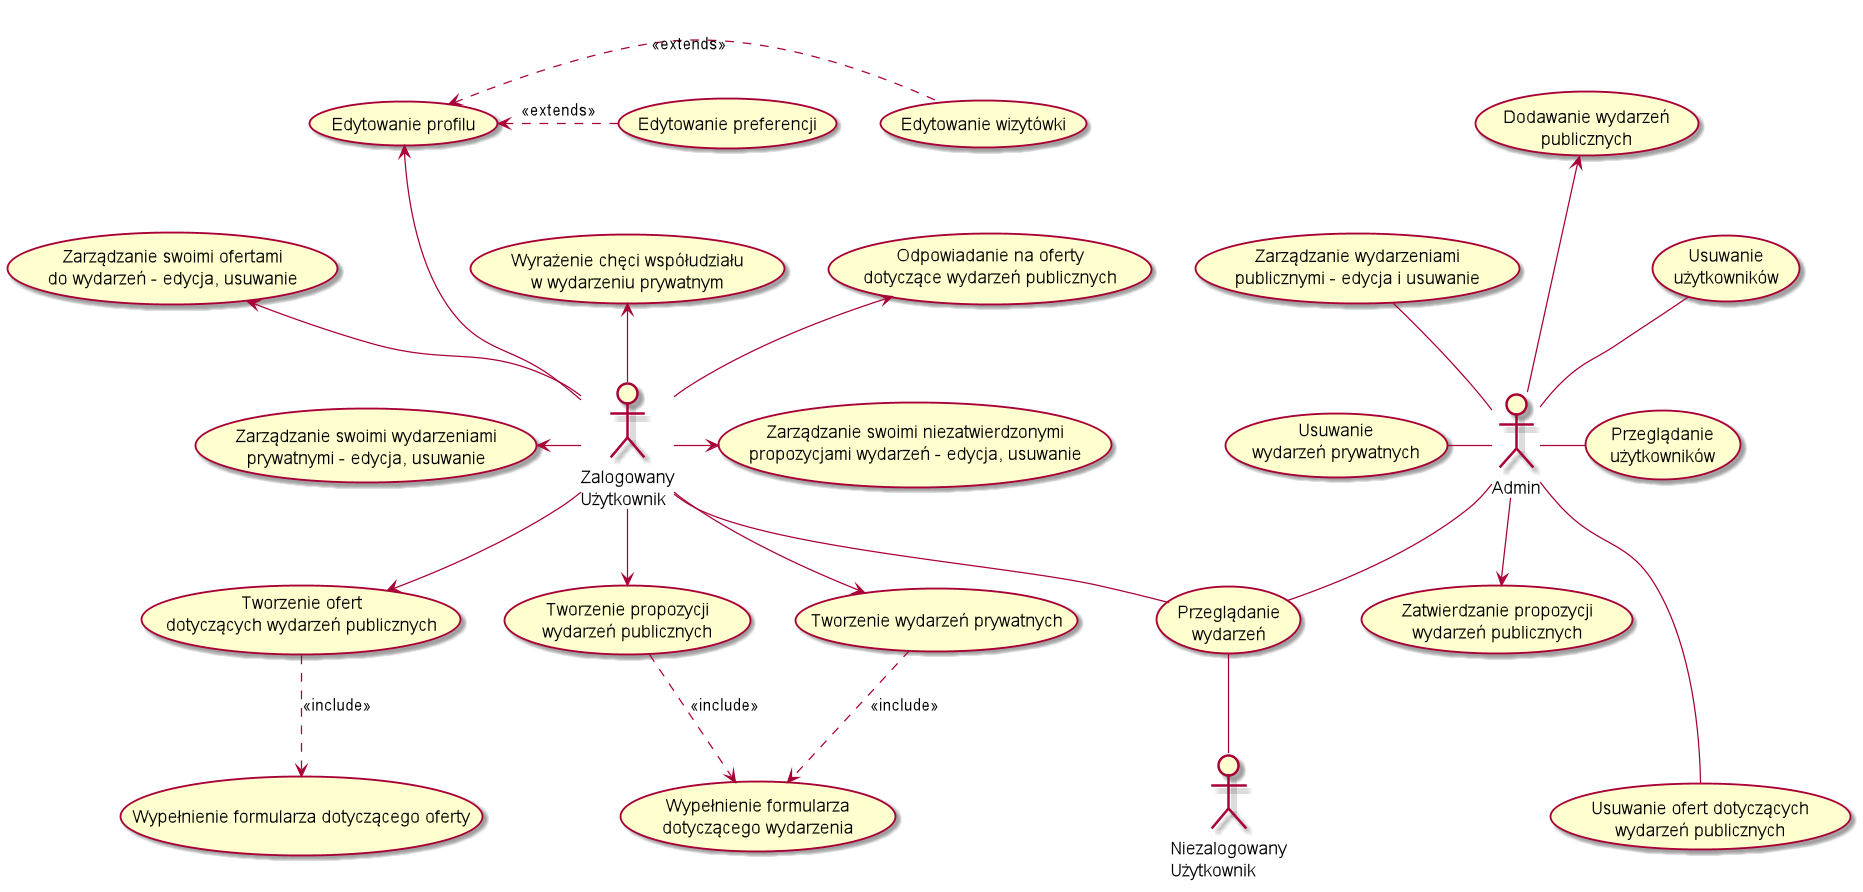 «extends»
«extends»
Edytowanie profilu
Edytowanie preferencji
Edytowanie wizytówki
Dodawanie wydarzeń
publicznych
Zarządzanie swoimi ofertami
do wydarzeń - edycja, usuwanie
Wyrażenie chęci współudziału
w wydarzeniu prywatnym
Odpowiadanie na oferty
dotyczące wydarzeń publicznych
Zarządzanie wydarzeniami
publicznymi - edycja i usuwanie
Usuwanie
użytkowników
Zarządzanie swoimi wydarzeniami
prywatnymi - edycja, usuwanie
Zalogowany
Użytkownik
Zarządzanie swoimi niezatwierdzonymi
propozycjami wydarzeń - edycja, usuwanie
Usuwanie
wydarzeń prywatnych
Admin
Przeglądanie
użytkowników
Tworzenie ofert
dotyczących wydarzeń publicznych
Tworzenie propozycji
wydarzeń publicznych
Tworzenie wydarzeń prywatnych
Przeglądanie
wydarzeń
Zatwierdzanie propozycji
wydarzeń publicznych
«include»
«include»
«include»
Wypełnienie formularza dotyczącego oferty
Wypełnienie formularza
dotyczącego wydarzenia
Niezalogowany
Użytkownik
Usuwanie ofert dotyczących
wydarzeń publicznych